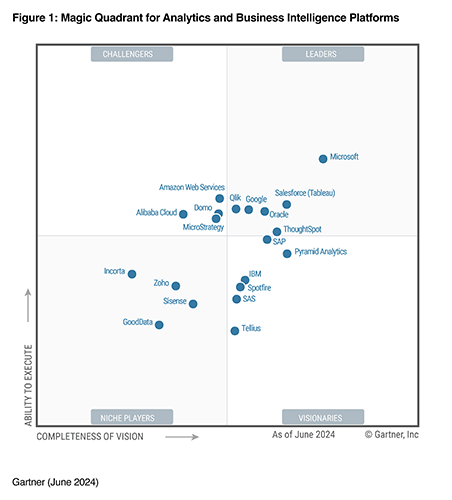 Figure 1: Magic Quadrant for Analytics and Business Intelligence Platforms
CHALLENGERS
LEADERS
Microsoft
Amazon Web Services
Salesforce (Tableau)
Qlik
Google
Domo
Alibaba Cloud
Oracle
MicroStrategy
ThoughtSpot
SAP
Pyramid Analytics
Incorta
IBM
Zoho
Spotfire
Sisense
SAS
GoodData
Tellius
ABILITY TO EXECUTE
NICHE PLAYERS
VISIONARIES
COMPLETENESS OF VISION
As of June 2024
© Gartner, Inc
Gartner (June 2024)